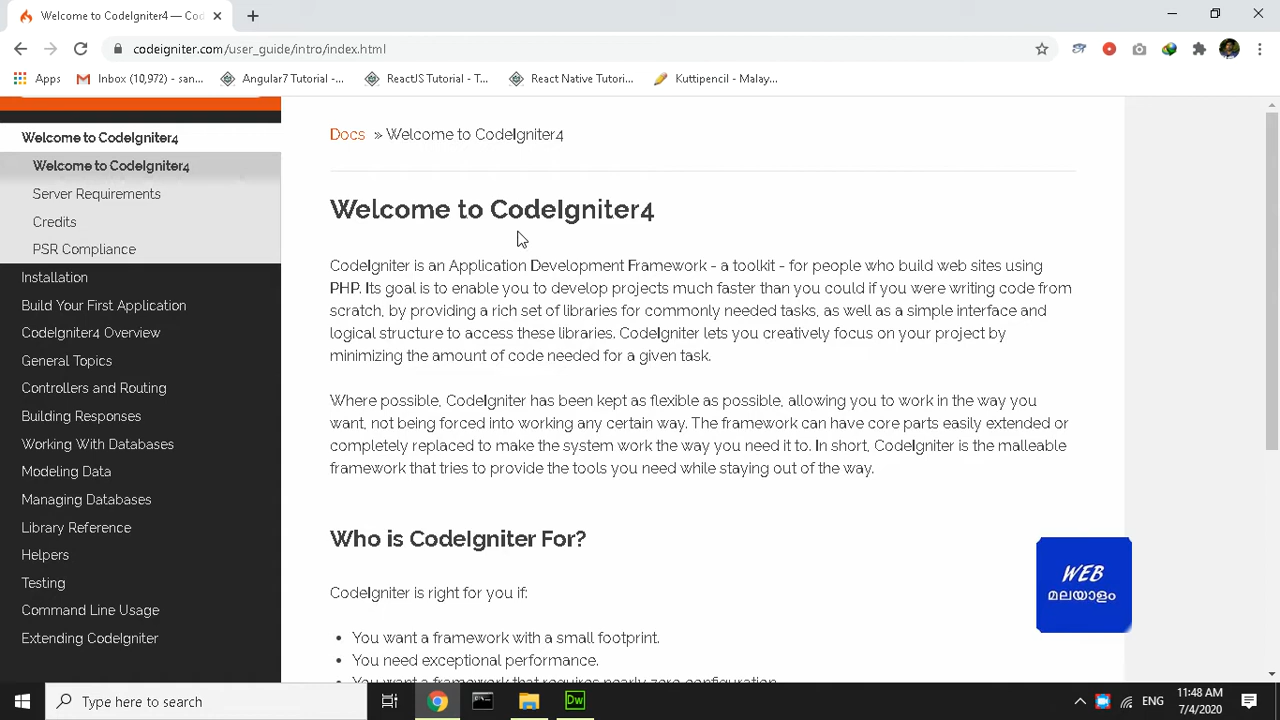 Welcome to CodeIgniter4 — Cod
codeigniter.com/user_guide/intro/index.html
Apps
Inbox (10,972) - san...
Angular7 Tutorial -...
ReactJS Tutorial - T...
React Native Tutori...
Kuttipencil - Malay...
Welcome to CodeIgniter4
Welcome to CodeIgniter4
Server Requirements
Credits
PSR Compliance
Installation
Build Your First Application
CodeIgniter4 Overview
General Topics
Controllers and Routing
Building Responses
Working With Databases
Modeling Data
Managing Databases
Library Reference
Helpers
Testing
Command Line Usage
Extending CodeIgniter
Docs » Welcome to CodeIgniter4
Welcome to CodeIgniter4
CodeIgniter is an Application Development Framework - a toolkit - for people who build web sites using
PHP. Its goal is to enable you to develop projects much faster than you could if you were writing code from
scratch, by providing a rich set of libraries for commonly needed tasks, as well as a simple interface and
logical structure to access these libraries. CodeIgniter lets you creatively focus on your project by
minimizing the amount of code needed for a given task.
Where possible, CodeIgniter has been kept as flexible as possible, allowing you to work in the way you
want, not being forced into working any certain way. The framework can have core parts easily extended or
completely replaced to make the system work the way you need it to. In short, CodeIgniter is the malleable
framework that tries to provide the tools you need while staying out of the way.
Who is CodeIgniter For?
CodeIgniter is right for you if:
• You want a framework with a small footprint.
• You need exceptional performance.
• You want a framework that requires nearly zero configuration.
WEB
മലയാളം
Type here to search
Dw
ENG
11:48 AM
7/4/2020